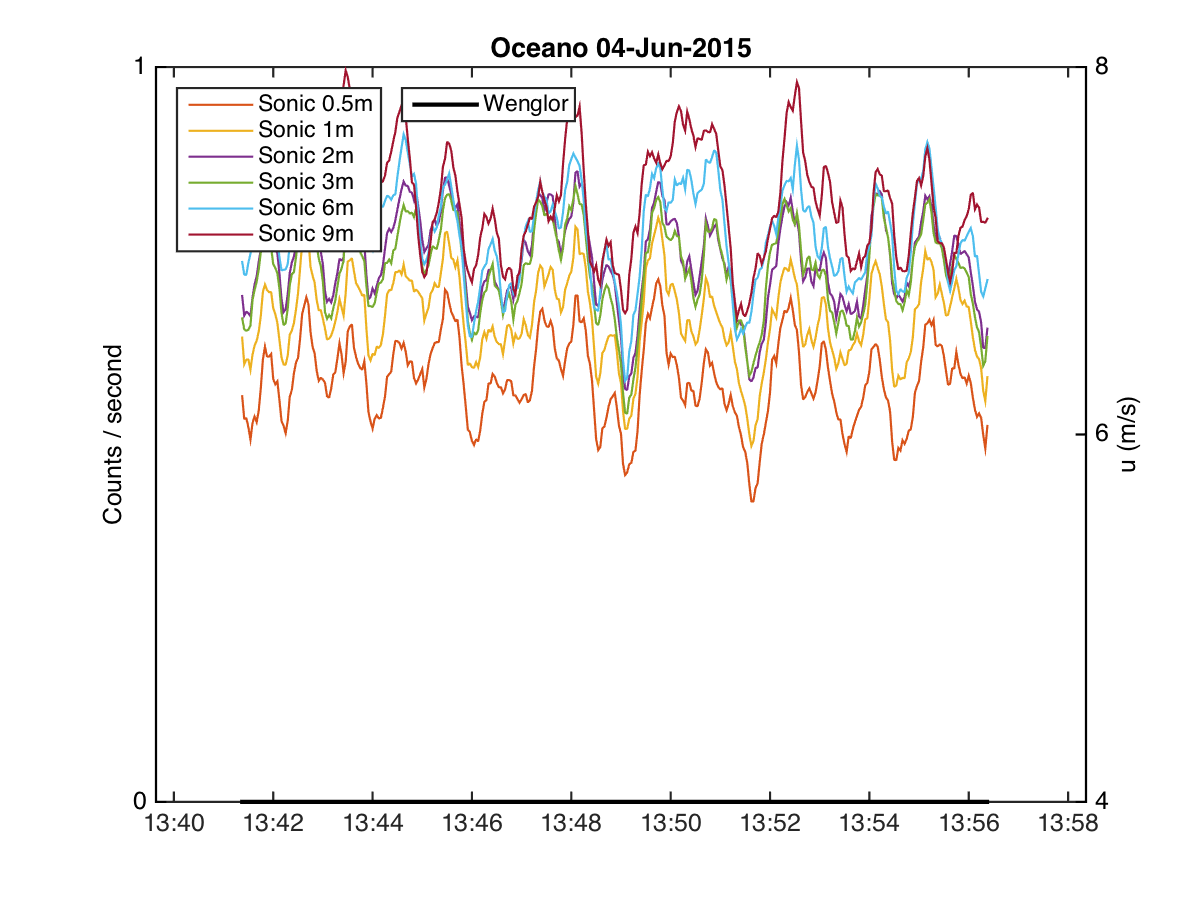 Oceano 04-Jun-2015
1
8
Sonic 0.5m
Wenglor
Sonic 1m
Sonic 2m
Sonic 3m
Sonic 6m
Sonic 9m
Counts / second
6
u (m/s)
0
4
13:40 13:42 13:44 13:46 13:48 13:50 13:52 13:54 13:56 13:58